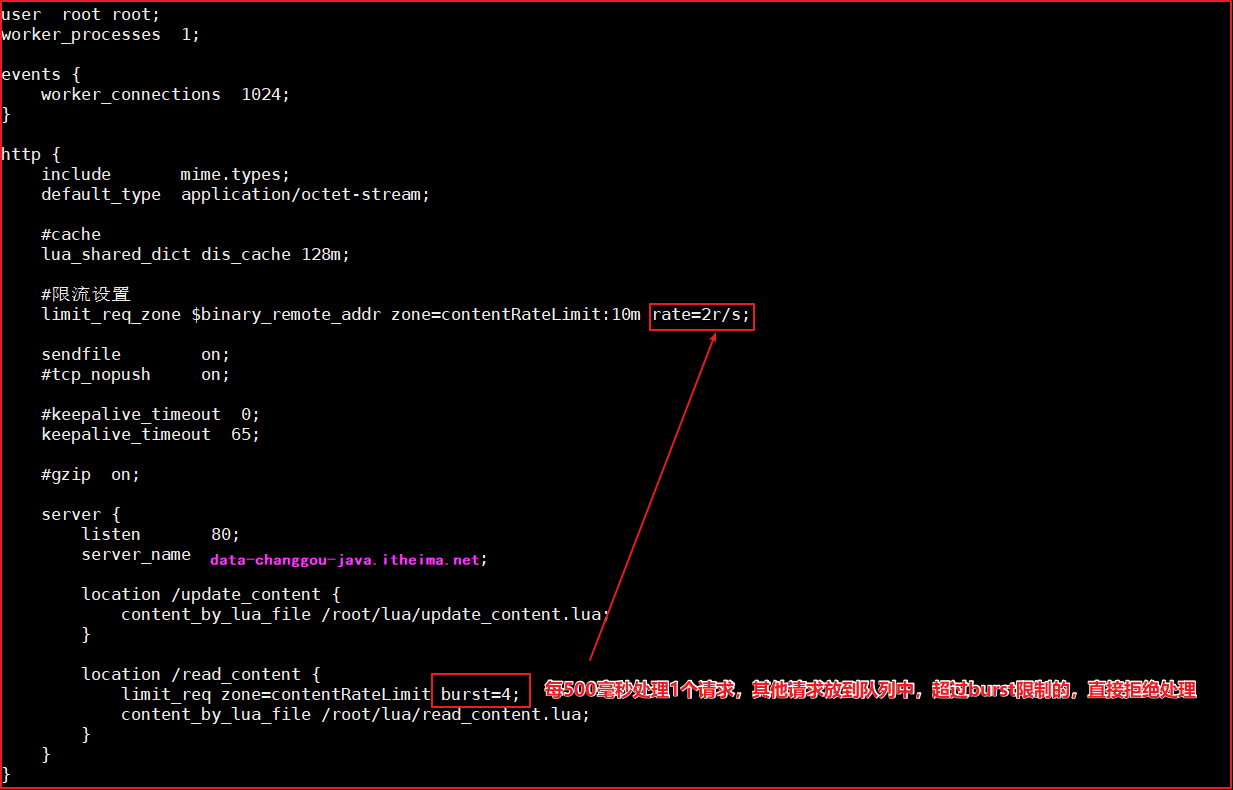 user  root root;
worker_processes  1;
events {
    worker_connections  1024;
}
http {
    include       mime.types;
    default_type  application/octet-stream;
    #cache
    lua_shared_dict dis_cache 128m;
    #限流设置
    limit_req_zone $binary_remote_addr zone=contentRateLimit:10m rate=2r/s;
    sendfile        on;
    #tcp_nopush     on;
    #keepalive_timeout  0;
    keepalive_timeout  65;
    #gzip  on;
    server {
        listen       80;
        server_name  data-changgou-java.itheima.net;
        location /update_content {
            content_by_lua_file /root/lua/update_content.lua;
        }
        location /read_content {
            limit_req zone=contentRateLimit burst=4; 每500毫秒处理1个请求，其他请求放到队列中，超过burst限制的，直接拒绝处理
            content_by_lua_file /root/lua/read_content.lua;
        }
    }
}